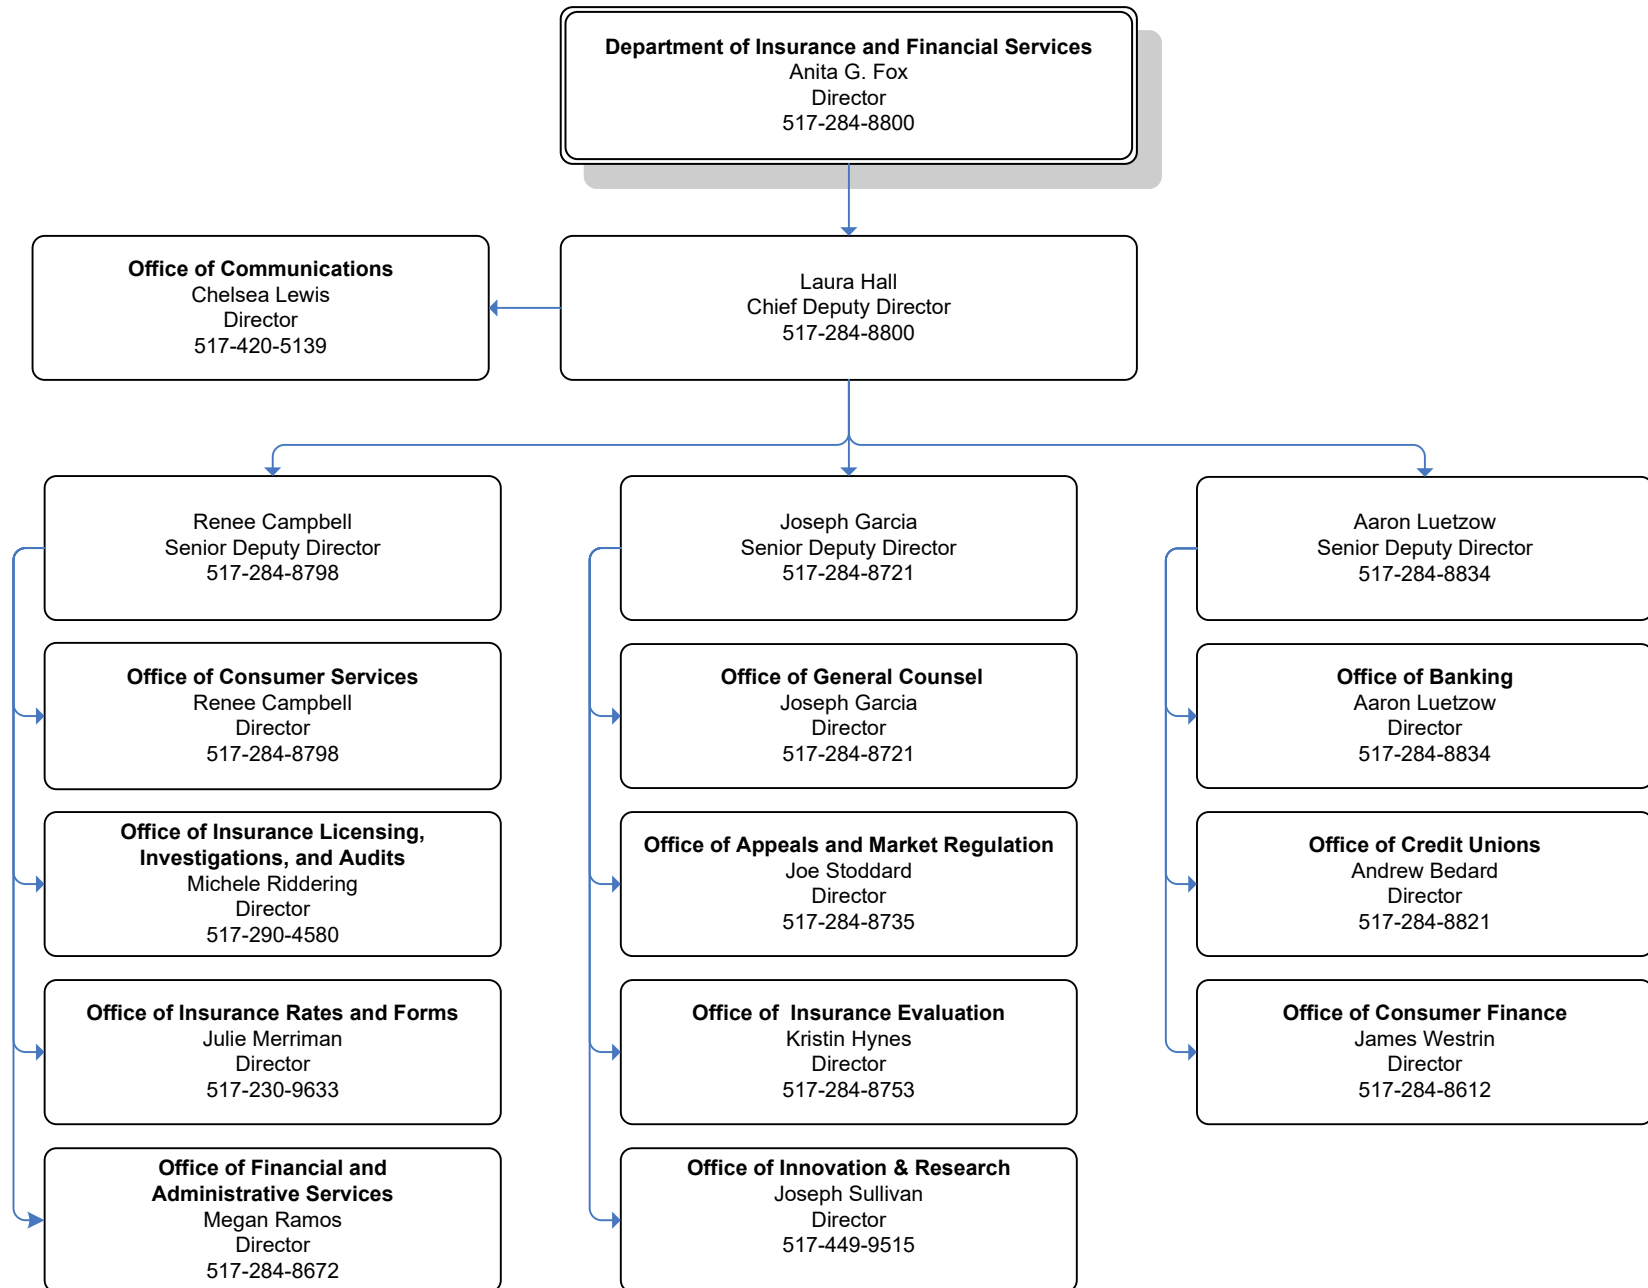 Department of Insurance and Financial Services
Anita G. Fox
Director
517-284-8800
Office of Communications
Chelsea Lewis
Director
517-420-5139
Laura Hall
Chief Deputy Director
517-284-8800
Renee Campbell
Senior Deputy Director
517-284-8798
Office of Consumer Services
Renee Campbell
Director
517-284-8798
Office of Insurance Licensing,
Investigations, and Audits
Michele Riddering
Director
517-290-4580
Office of Insurance Rates and Forms
Julie Merriman
Director
517-230-9633
Office of Financial and
Administrative Services
Megan Ramos
Director
517-284-8672
Joseph Garcia
Senior Deputy Director
517-284-8721
Office of General Counsel
Joseph Garcia
Director
517-284-8721
Office of Appeals and Market Regulation
Joe Stoddard
Director
517-284-8735
Office of  Insurance Evaluation
Kristin Hynes
Director
517-284-8753
Office of Innovation & Research
Joseph Sullivan
Director
517-449-9515
Aaron Luetzow
Senior Deputy Director
517-284-8834
Office of Banking
Aaron Luetzow
Director
517-284-8834
Office of Credit Unions
Andrew Bedard
Director
517-284-8821
Office of Consumer Finance
James Westrin
Director
517-284-8612